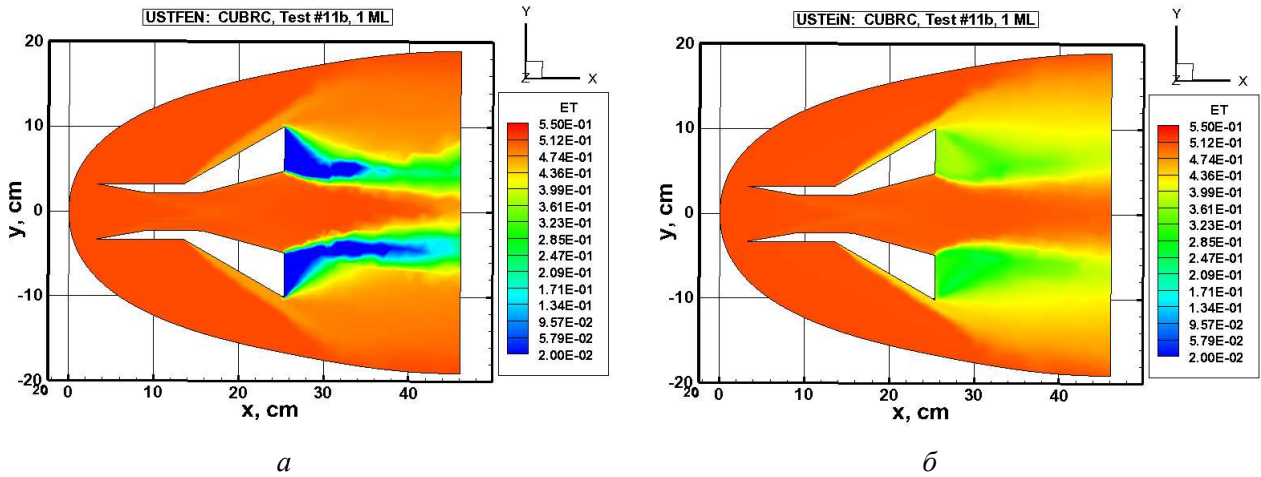 USTFEN: CUBRC, Test #11b, 1 ML
Y
Z
X
20
10
0
-10
-20
y, cm
20
0
10
20
30
40
x, cm
ET
5.50E-01
5.12E-01
4.74E-01
4.36E-01
3.99E-01
3.61E-01
3.23E-01
2.85E-01
2.47E-01
2.09E-01
1.71E-01
1.34E-01
9.57E-02
5.79E-02
2.00E-02
а
USTEiN: CUBRC, Test #11b, 1 ML
Y
Z
X
20
10
0
-10
-20
y, cm
20
0
10
20
30
40
x, cm
ET
5.50E-01
5.12E-01
4.74E-01
4.36E-01
3.99E-01
3.61E-01
3.23E-01
2.85E-01
2.47E-01
2.09E-01
1.71E-01
1.34E-01
9.57E-02
5.79E-02
2.00E-02
б